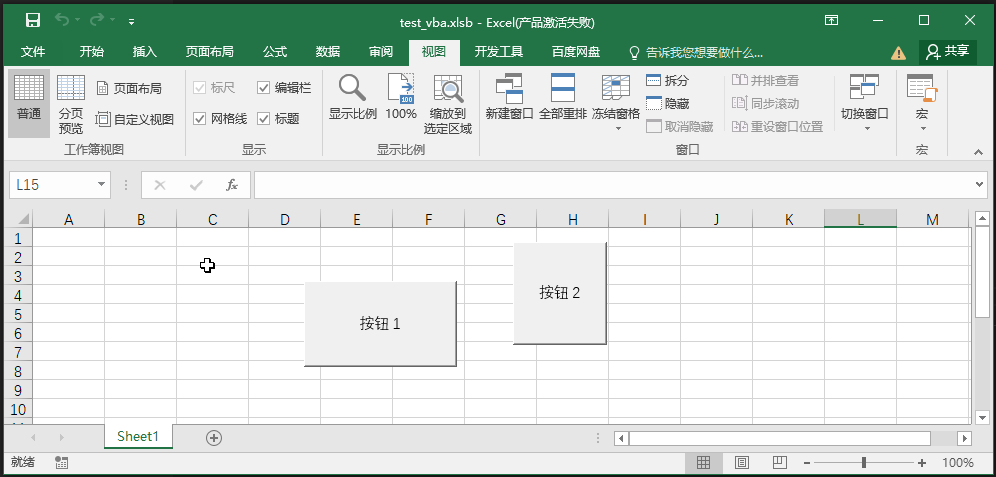 test_vba.xlsb - Excel(产品激活失败)
文件 开始 插入 页面布局 公式 数据 审阅 视图 开发工具 百度网盘 告诉我您想要做什么... 共享
普通 分页预览 页面布局 自定义视图 标尺 编辑栏 网格线 标题 显示比例 100% 缩放到选定区域 新建窗口 全部重排 冻结窗格 拆分 隐藏 取消隐藏 并排查看 同步滚动 重设窗口位置 切换窗口 宏
工作簿视图 显示 显示比例 窗口 宏
L15 fx
A B C D E F G H I J K L M
1
2
3
4
5
6
7
8
9
10
按钮 2
按钮 1
Sheet1
就绪 100%